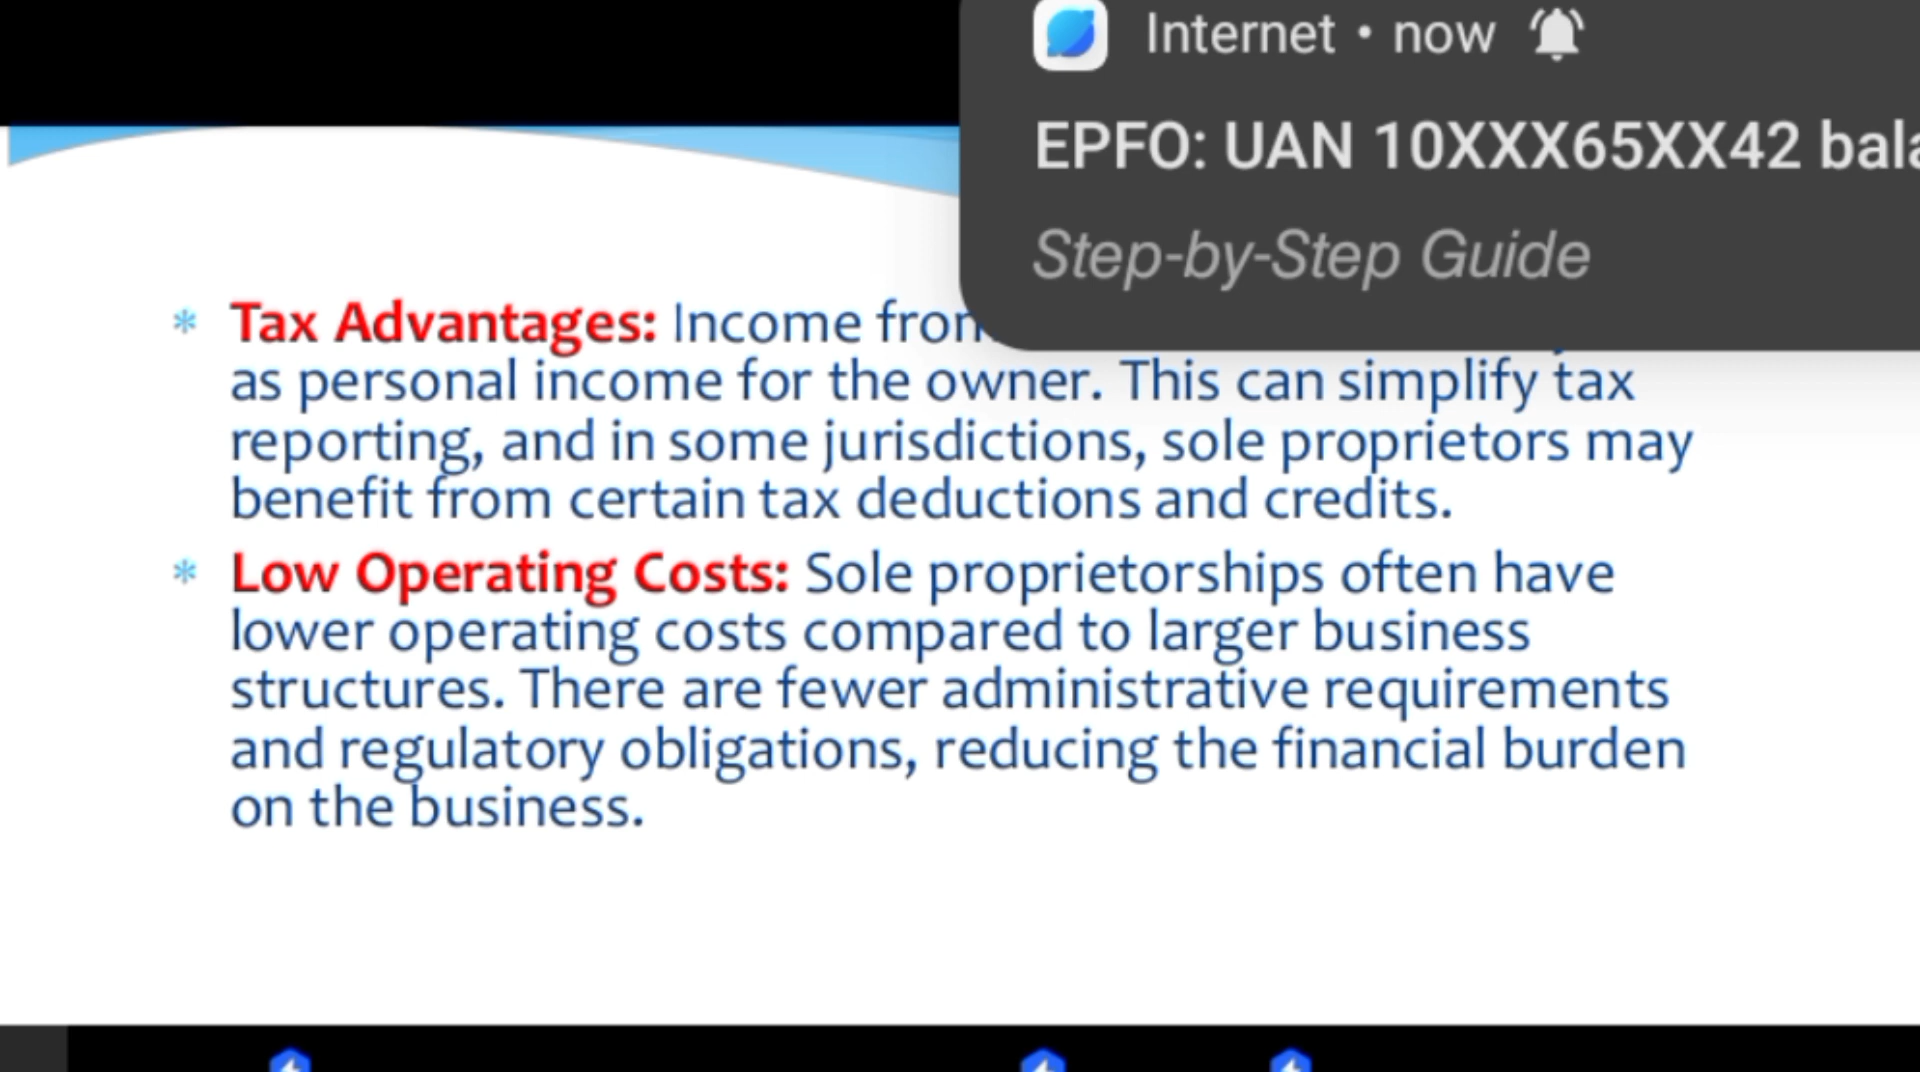 Internet • now
EPFO: UAN 10XXX65XX42
Step-by-Step Guide
* Tax Advantages: Income
as personal income for the owner. This can simplify tax
reporting, and in some jurisdictions, sole proprietors may
benefit from certain tax deductions and credits.
* Low Operating Costs: Sole proprietorships often have
lower operating costs compared to larger business
structures. There are fewer administrative requirements
and regulatory obligations, reducing the financial burden
on the business.